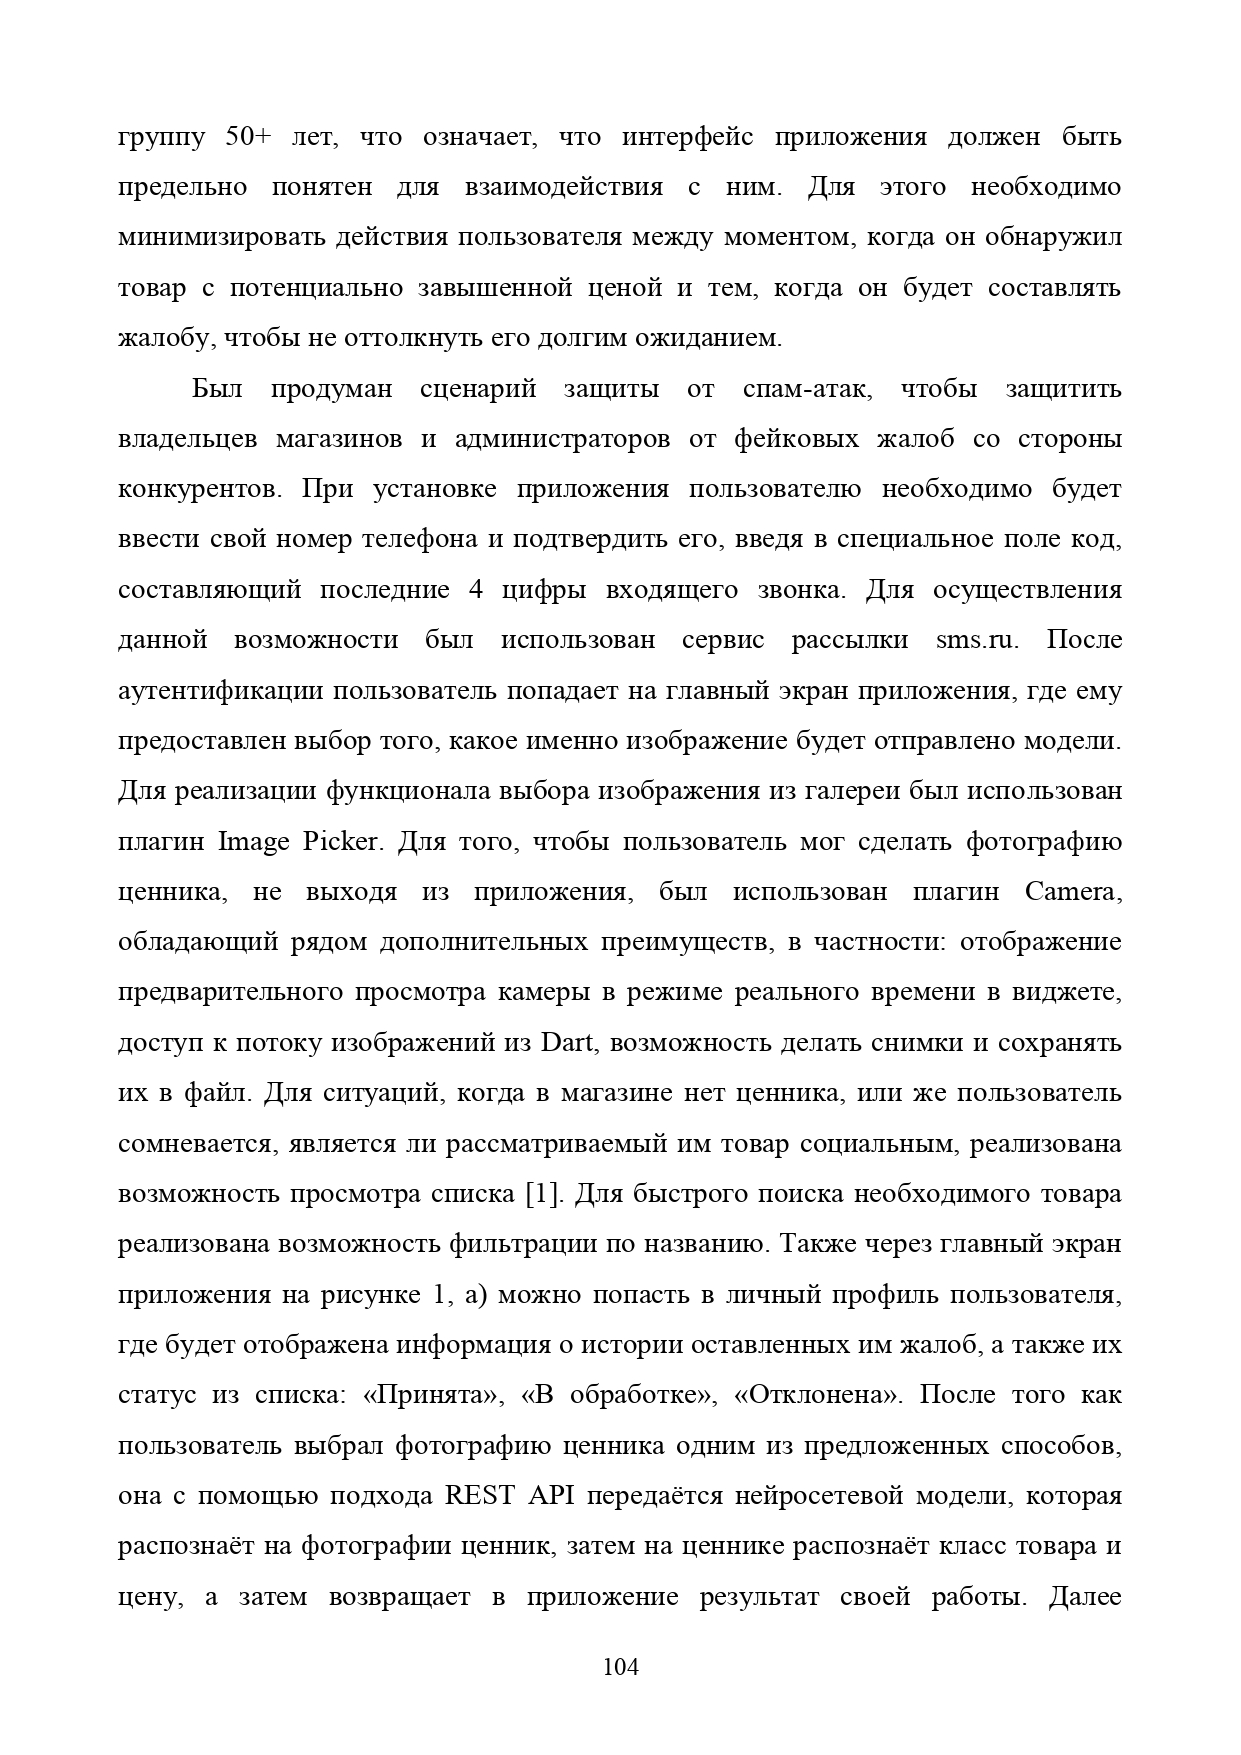 группу 50+ лет, что означает, что интерфейс приложения должен быть
предельно понятен для взаимодействия с ним. Для этого необходимо
минимизировать действия пользователя между моментом, когда он обнаружил
товар с потенциально завышенной ценой и тем, когда он будет составлять
жалобу, чтобы не оттолкнуть его долгим ожиданием.
Был продуман сценарий защиты от спам-атак, чтобы защитить
владельцев магазинов и администраторов от фейковых жалоб со стороны
конкурентов. При установке приложения пользователю необходимо будет
ввести свой номер телефона и подтвердить его, введя в специальное поле код,
составляющий последние 4 цифры входящего звонка. Для осуществления
данной возможности был использован сервис рассылки sms.ru. После
аутентификации пользователь попадает на главный экран приложения, где ему
предоставлен выбор того, какое именно изображение будет отправлено модели.
Для реализации функционала выбора изображения из галереи был использован
плагин Image Picker. Для того, чтобы пользователь мог сделать фотографию
ценника, не выходя из приложения, был использован плагин Camera,
обладающий рядом дополнительных преимуществ, в частности: отображение
предварительного просмотра камеры в режиме реального времени в виджете,
доступ к потоку изображений из Dart, возможность делать снимки и сохранять
их в файл. Для ситуаций, когда в магазине нет ценника, или же пользователь
сомневается, является ли рассматриваемый им товар социальным, реализована
возможность просмотра списка [1]. Для быстрого поиска необходимого товара
реализована возможность фильтрации по названию. Также через главный экран
приложения на рисунке 1, а) можно попасть в личный профиль пользователя,
где будет отображена информация о истории оставленных им жалоб, а также их
статус из списка: «Принята», «В обработке», «Отклонена». После того как
пользователь выбрал фотографию ценника одним из предложенных способов,
она с помощью подхода REST API передаётся нейросетевой модели, которая
распознаёт на фотографии ценник, затем на ценнике распознаёт класс товара и
цену, а затем возвращает в приложение результат своей работы. Далее
104